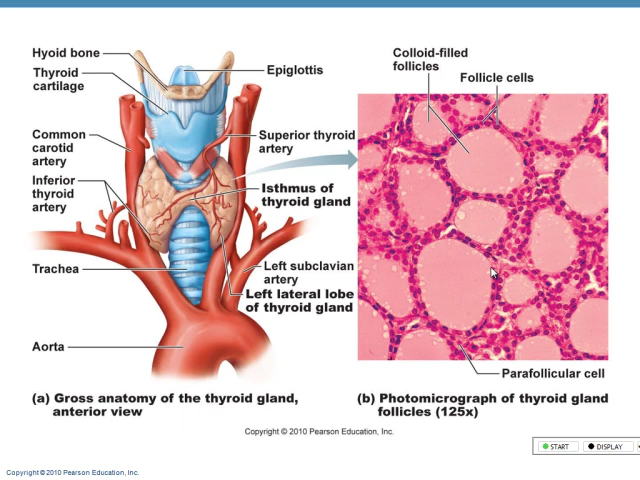 Hyoid bone
Thyroid
cartilage
Common
carotid
artery
Inferior
thyroid
artery
Trachea
Aorta
Epiglottis
Superior thyroid
artery
Isthmus of
thyroid gland
Left subclavian
artery
Left lateral lobe
of thyroid gland
(a) Gross anatomy of the thyroid gland,
anterior view
Colloid-filled
follicles
Follicle cells
Parafollicular cell
(b) Photomicrograph of thyroid gland
follicles (125x)
Copyright © 2010 Pearson Education, Inc.
START
DISPLAY
Copyright © 2010 Pearson Education, Inc.